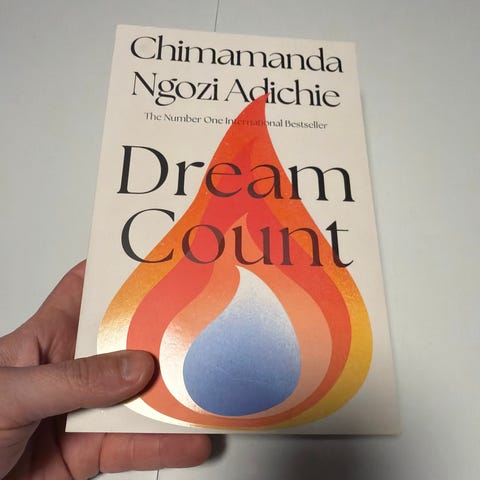 Chimamanda
Ngozi Adichie
The Number One International Bestseller
Dream
Count